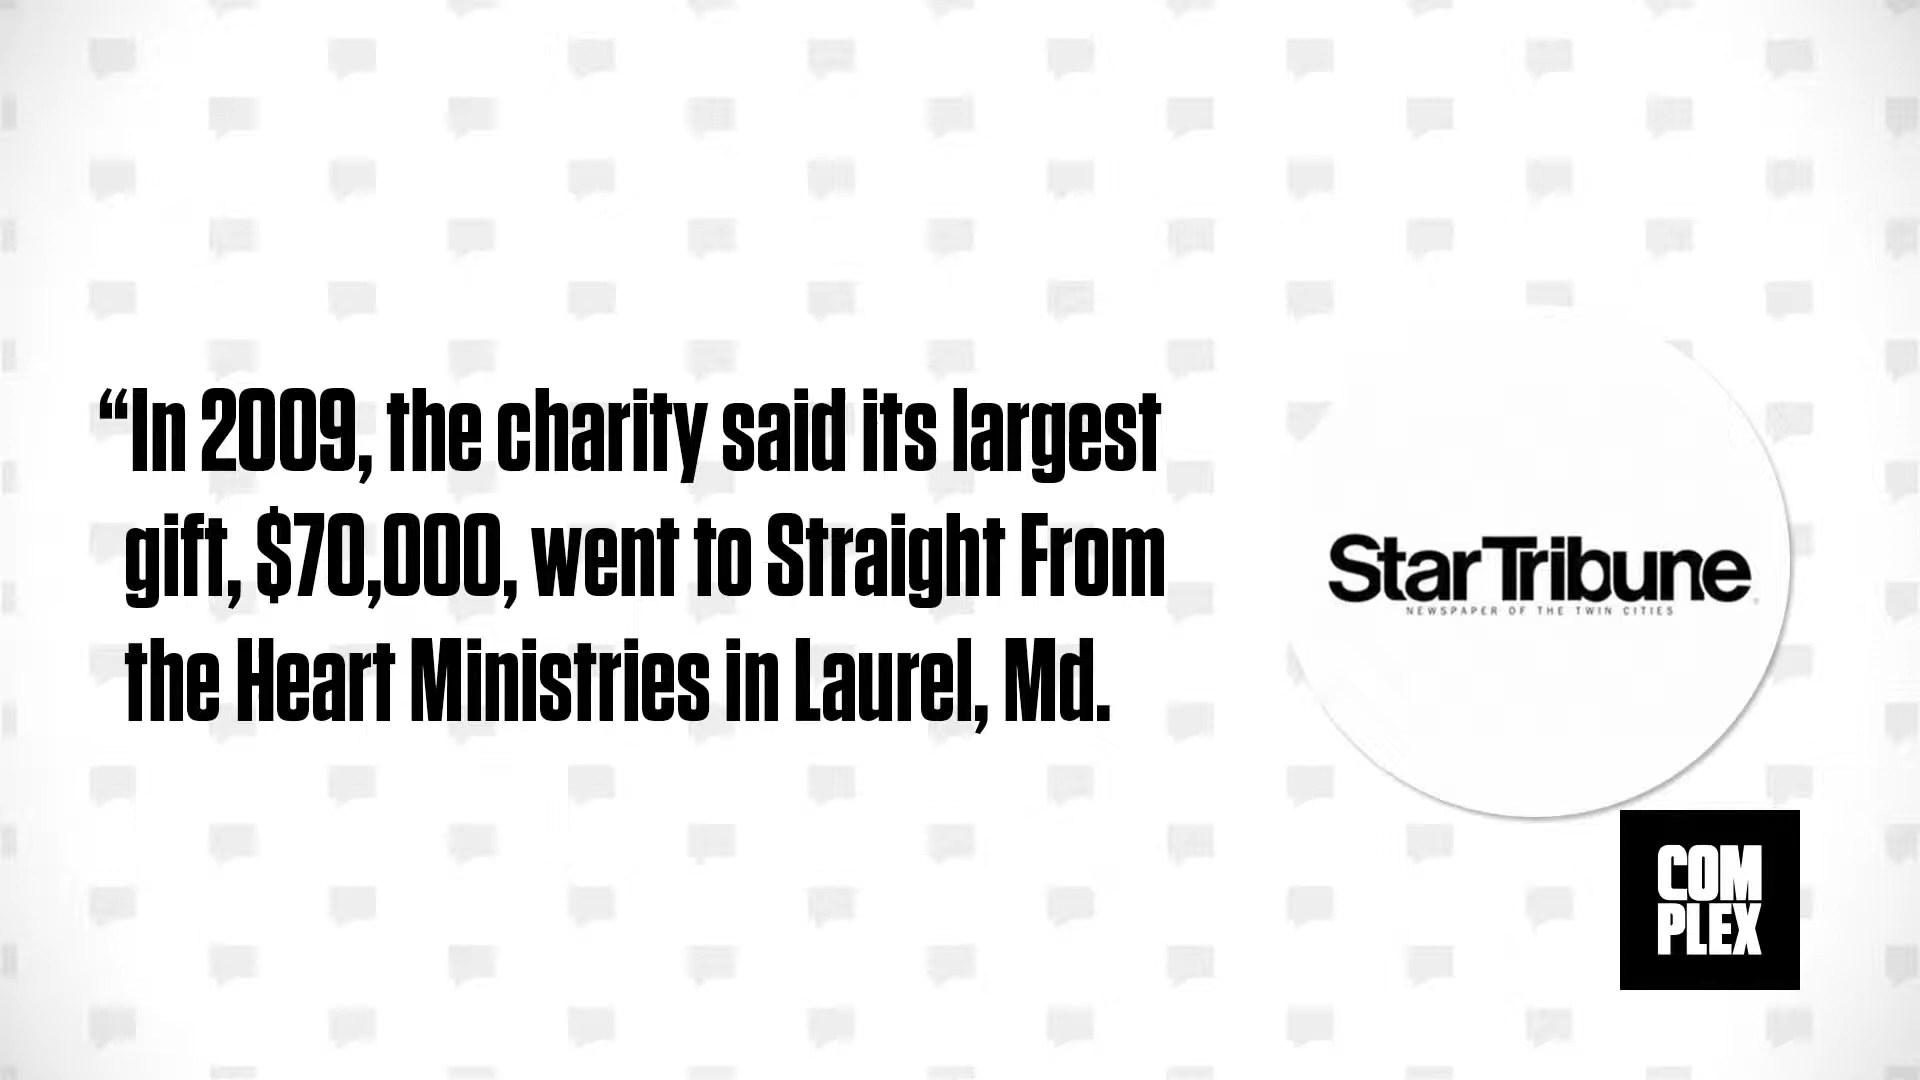 “In 2009, the charity said its largest
gift, $70,000, went to Straight From
the Heart Ministries in Laurel, Md.
StarTribune
NEWSPAPER OF THE TWIN CITIES
COM
PLEX